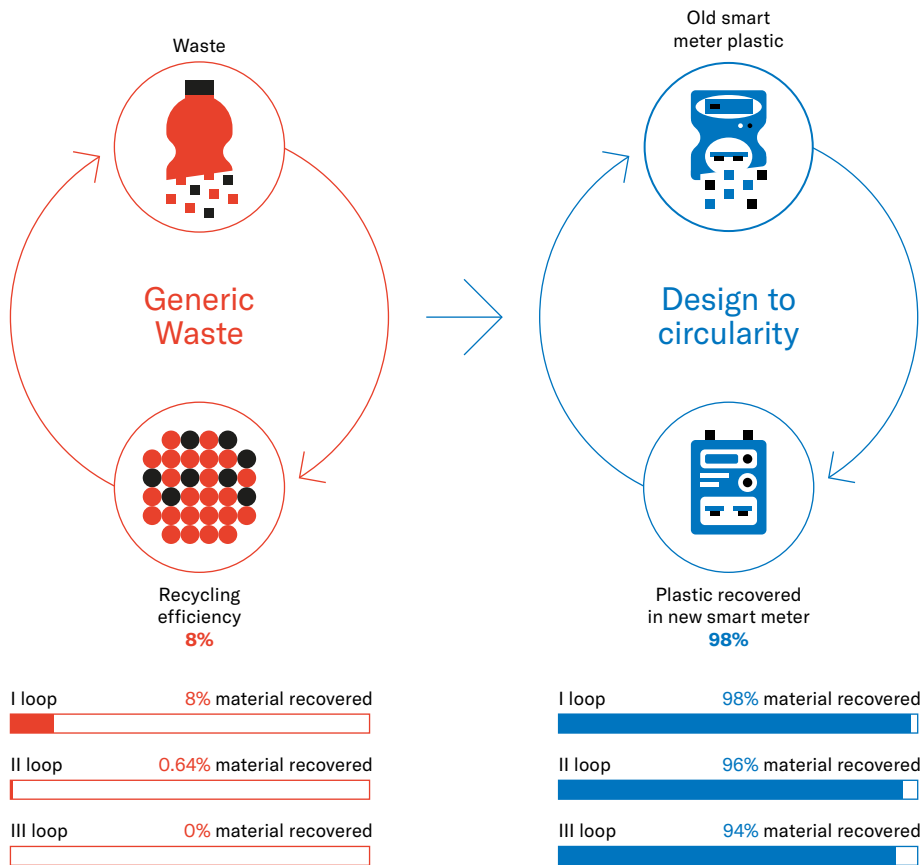 Waste
Generic
Waste
Recycling
efficiency
8%
I loop 8% material recovered
II loop 0.64% material recovered
III loop 0% material recovered
Old smart
meter plastic
Design to
circularity
Plastic recovered
in new smart meter
98%
I loop 98% material recovered
II loop 96% material recovered
III loop 94% material recovered